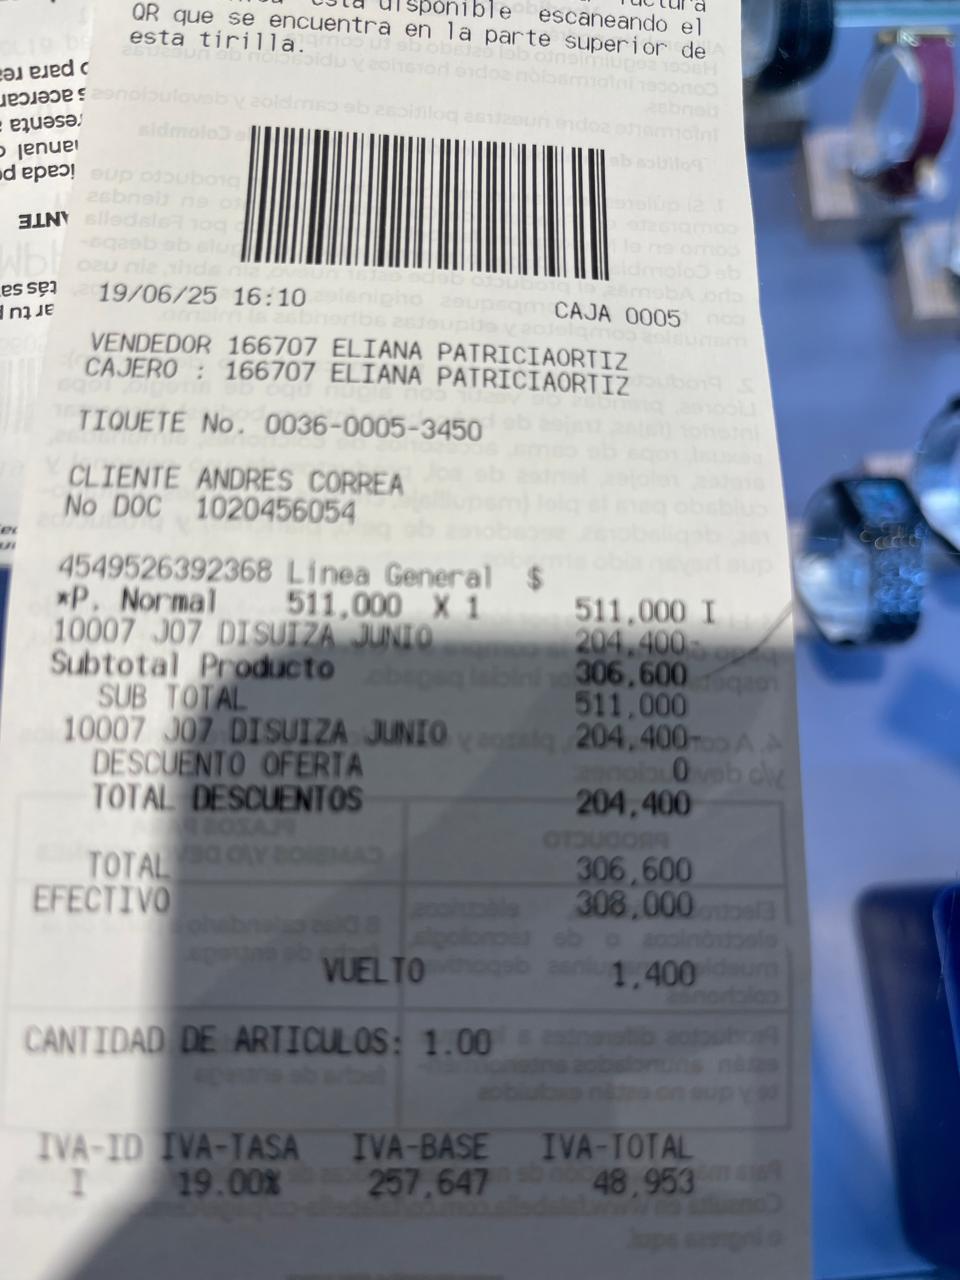 está disponible escaneando el
QR que se encuentra en la parte superior de
esta tirilla.
19/06/25 16:10 CAJA 0005
VENDEDOR 166707 ELIANA PATRICIAORTIZ
CAJERO : 166707 ELIANA PATRICIAORTIZ
TIQUETE No. 0036-0005-3450
CLIENTE ANDRES CORREA
No DOC 1020456054
4549526392368 Linea General $
*P. Normal 511,000 X 1 511,000 I
10007 J07 DISUIZA JUNIO 204,400-
Subtotal Producto 306,600
SUB TOTAL 511,000
10007 J07 DISUIZA JUNIO 204,400-
DESCUENTO OFERTA 0
TOTAL DESCUENTOS 204,400
TOTAL 306,600
EFECTIVO 308,000
VUELTO 1,400
CANTIDAD DE ARTICULOS: 1.00
IVA-ID IVA-TASA IVA-BASE IVA-TOTAL
I 19.00% 257,647 48,953